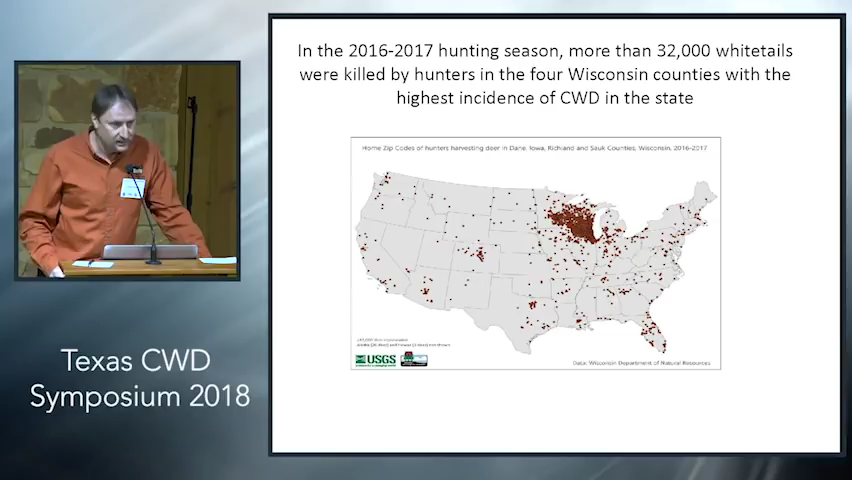 In the 2016-2017 hunting season, more than 32,000 whitetails
were killed by hunters in the four Wisconsin counties with the
highest incidence of CWD in the state
Home Zip Codes of hunters harvesting deer in Dane, Iowa, Richland and Sauk Counties, Wisconsin, 2016-2017
USGS
Data: Wisconsin Department of Natural Resources
Texas CWD
Symposium 2018